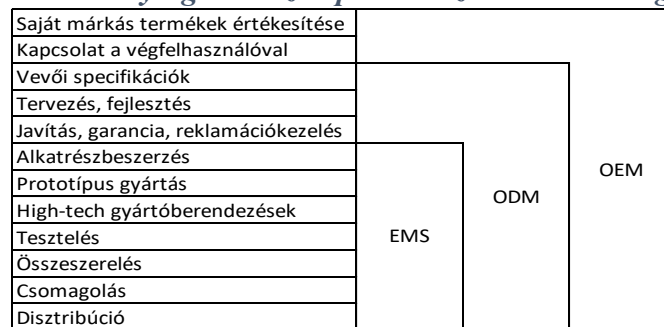 Saját márkás termékek értékesítése
Kapcsolat a végfelhasználóval
Vevői specifikációk
Tervezés, fejlesztés
Javítás, garancia, reklamációkezelés
Alkatrészbeszerzés
Prototípus gyártás
High-tech gyártóberendezések
Tesztelés
Összeszerelés
Csomagolás
Disztribúció
EMS
ODM
OEM